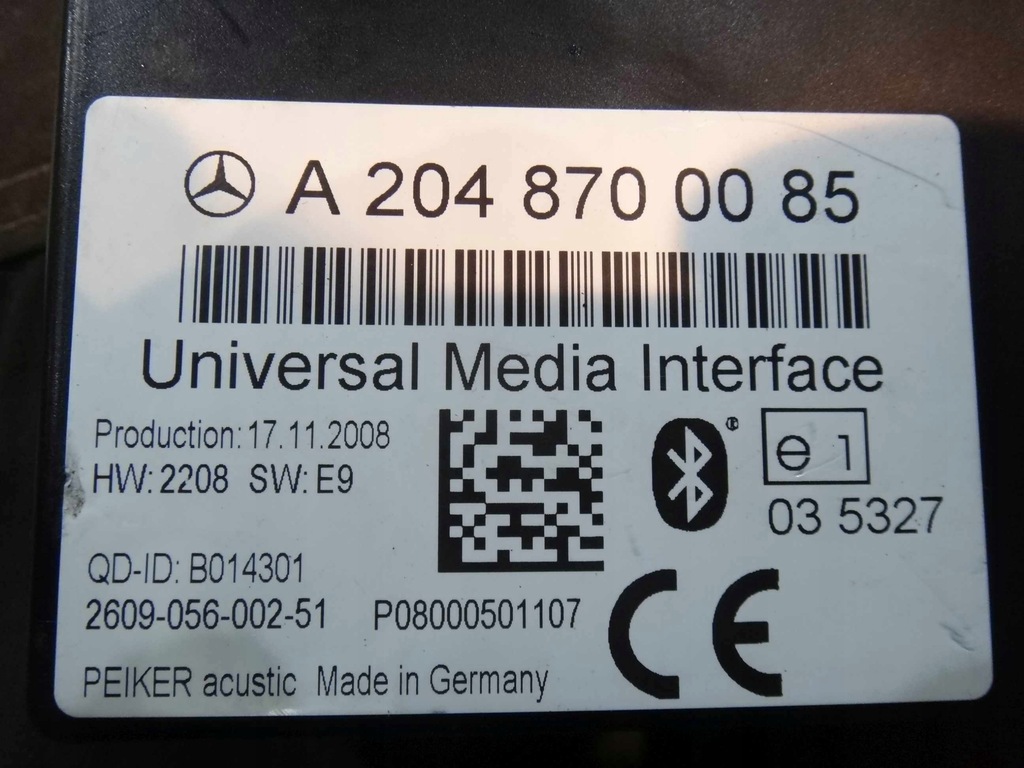 A 204 870 00 85
Universal Media Interface
Production: 17.11.2008
HW: 2208 SW: E9
®
e 1
03 5327
QD-ID: B014301
2609-056-002-51 P08000501107
CE
PEIKER acustic Made in Germany